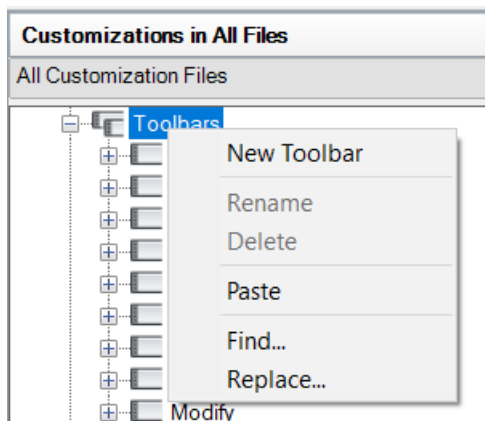 Customizations in All Files
All Customization Files
Toolbars
New Toolbar
Rename
Delete
Paste
Find...
Replace...
Modify